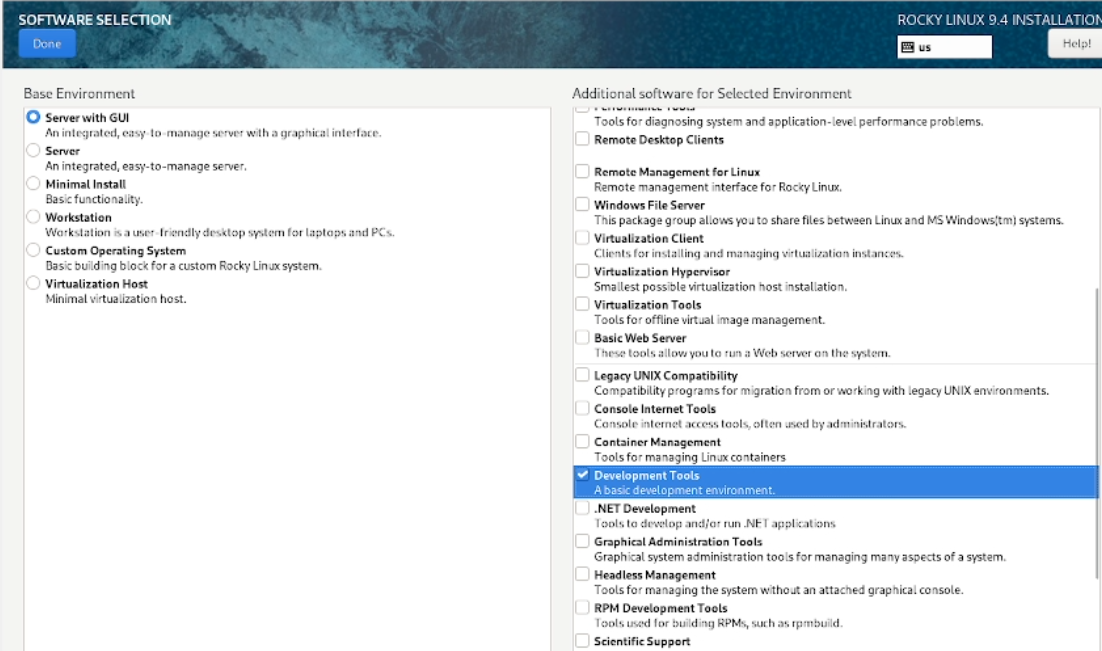 SOFTWARE SELECTION
ROCKY LINUX 9.4 INSTALLATION
Done
us
Help!
Base Environment
Server with GUI
An integrated, easy-to-manage server with a graphical interface.
Server
An integrated, easy-to-manage server.
Minimal Install
Basic functionality.
Workstation
Workstation is a user-friendly desktop system for laptops and PCs.
Custom Operating System
Basic building block for a custom Rocky Linux system.
Virtualization Host
Minimal virtualization host.
Additional software for Selected Environment
Performance Tools
Tools for diagnosing system and application-level performance problems.
Remote Desktop Clients
Remote Management for Linux
Remote management interface for Rocky Linux.
Windows File Server
This package group allows you to share files between Linux and MS Windows(tm) systems.
Virtualization Client
Clients for installing and managing virtualization instances.
Virtualization Hypervisor
Smallest possible virtualization host installation.
Virtualization Tools
Tools for offline virtual image management.
Basic Web Server
These tools allow you to run a Web server on the system.
Legacy UNIX Compatibility
Compatibility programs for migration from or working with legacy UNIX environments.
Console Internet Tools
Console internet access tools, often used by administrators.
Container Management
Tools for managing Linux containers
Development Tools
A basic development environment.
.NET Development
Tools to develop and/or run .NET applications
Graphical Administration Tools
Graphical system administration tools for managing many aspects of a system.
Headless Management
Tools for managing the system without an attached graphical console.
RPM Development Tools
Tools used for building RPMs, such as rpmbuild.
Scientific Support